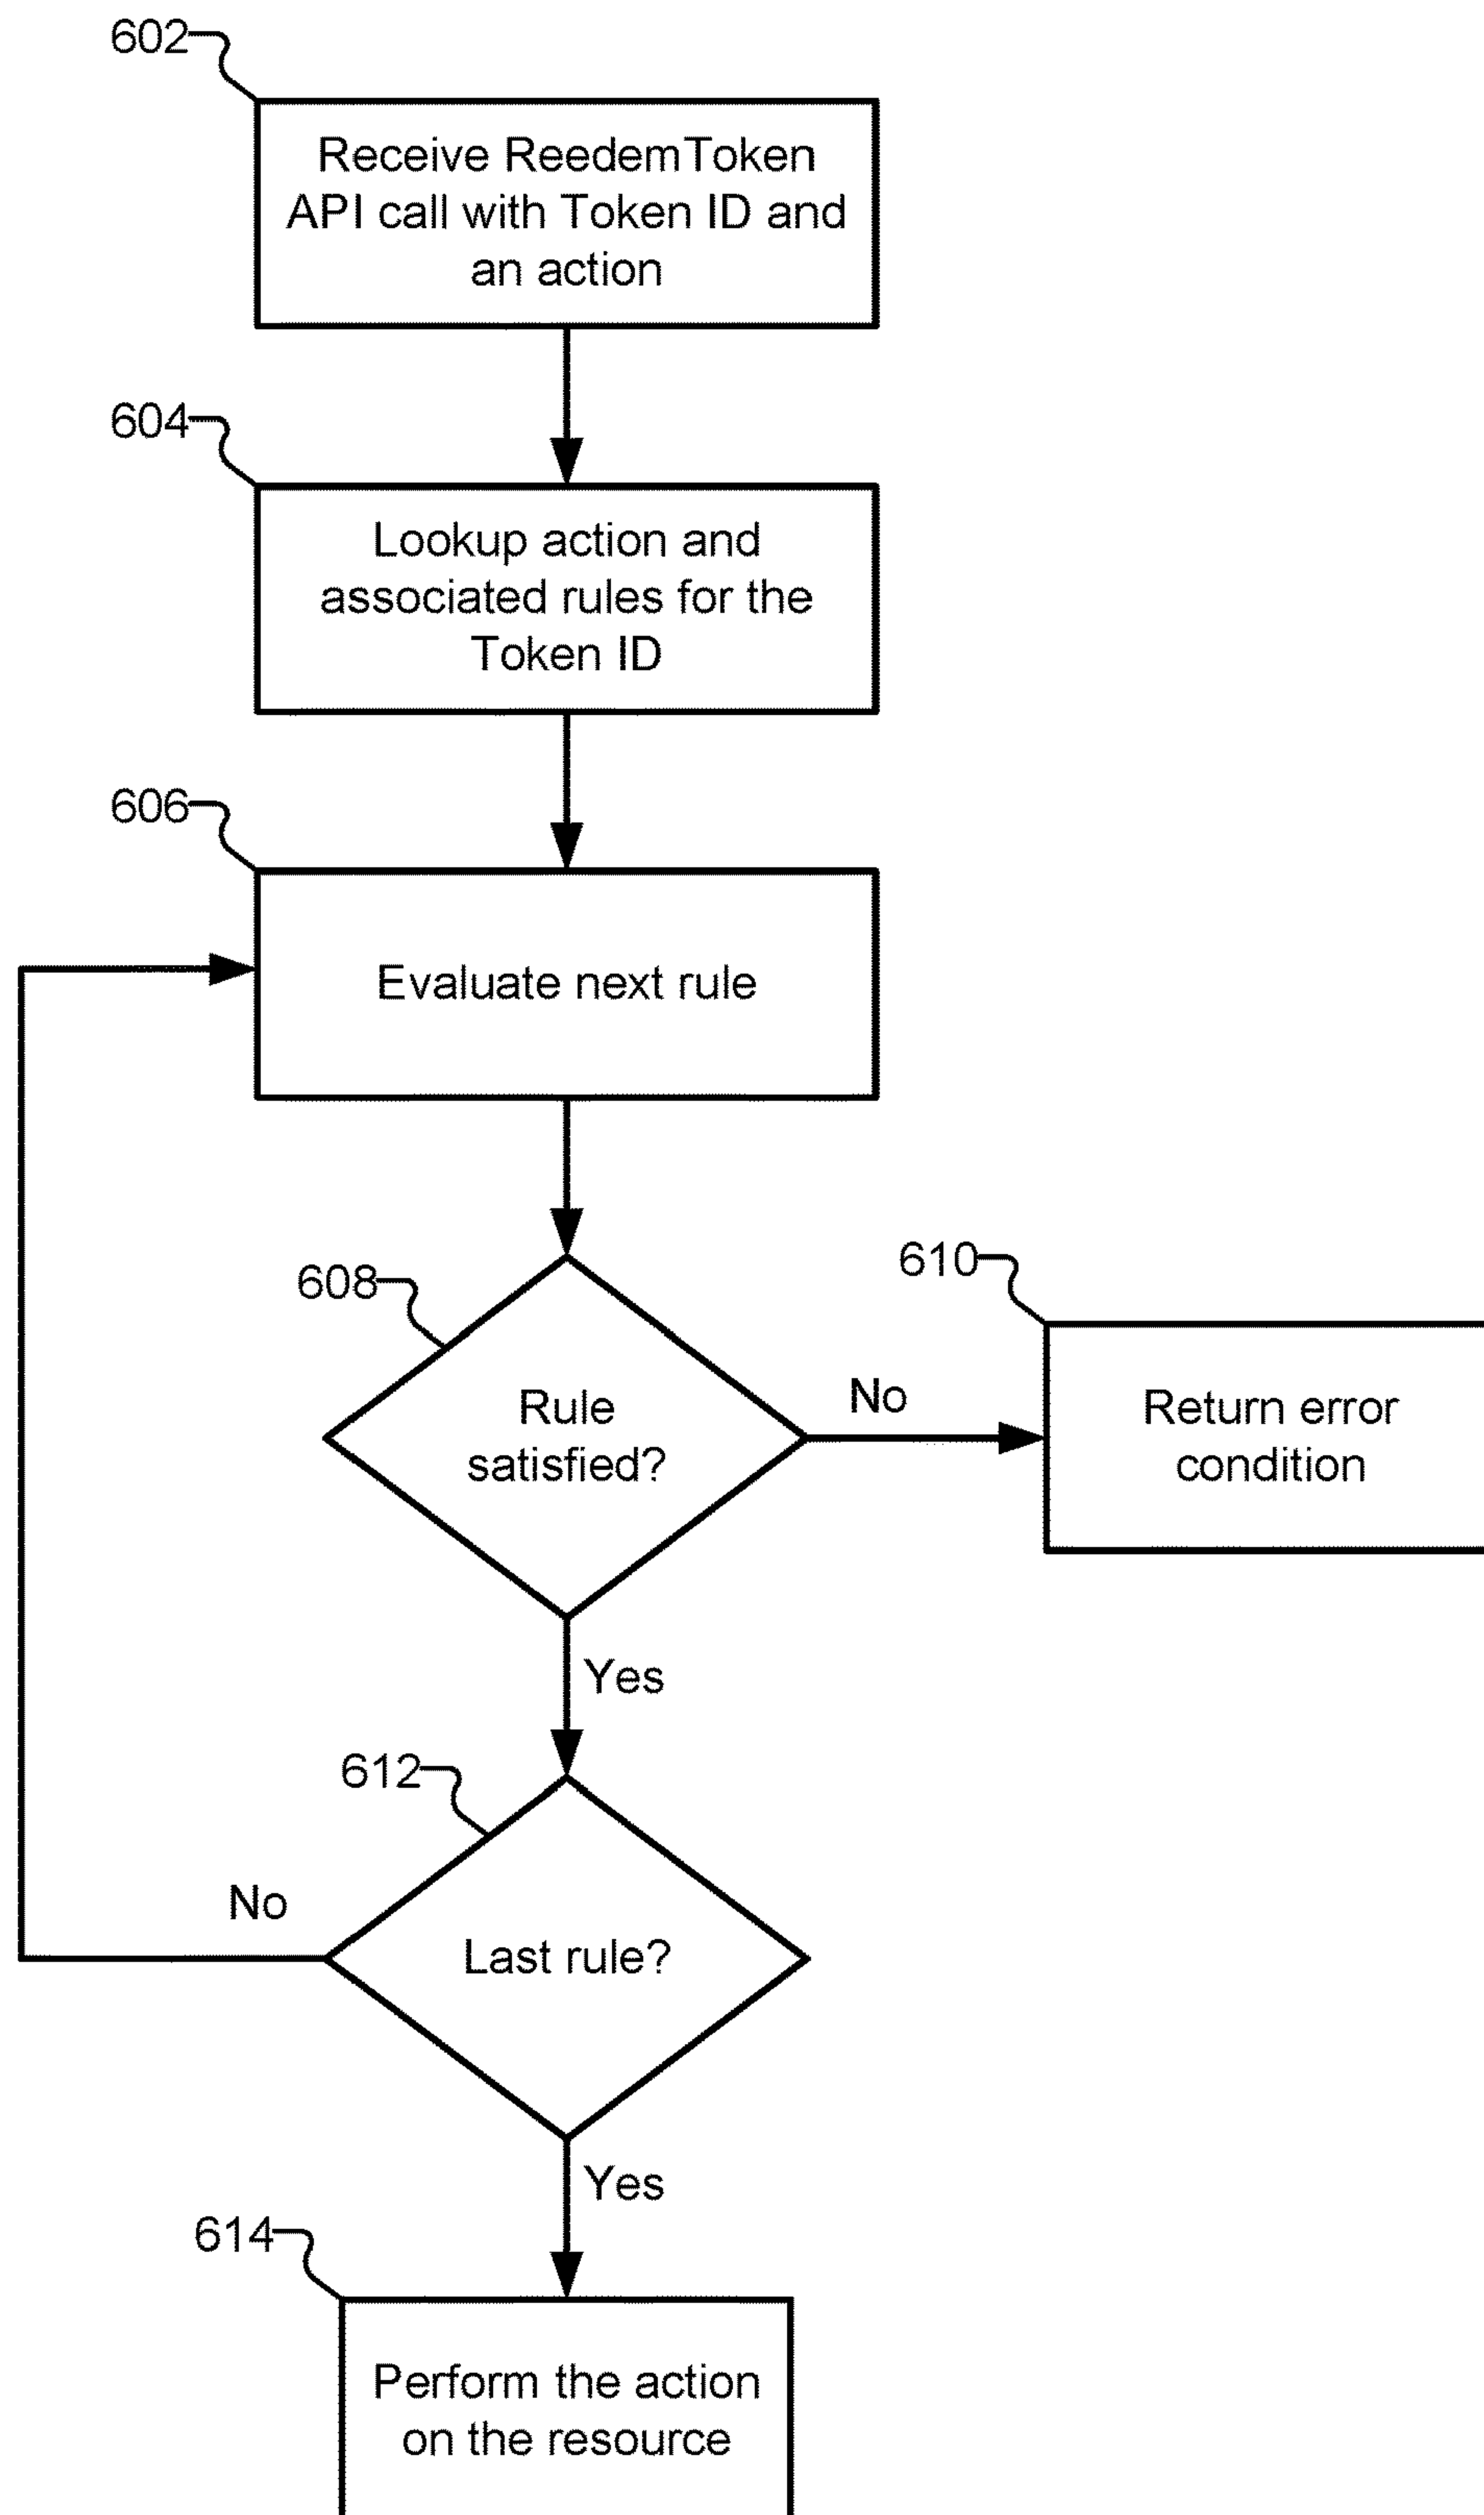 602
Receive ReedemToken
API call with Token ID and
an action
604
Lookup action and
associated rules for the
Token ID
606
Evaluate next rule
608
Rule
satisfied?
No
610
Return error
condition
Yes
612
No
Last rule?
Yes
614
Perform the action
on the resource